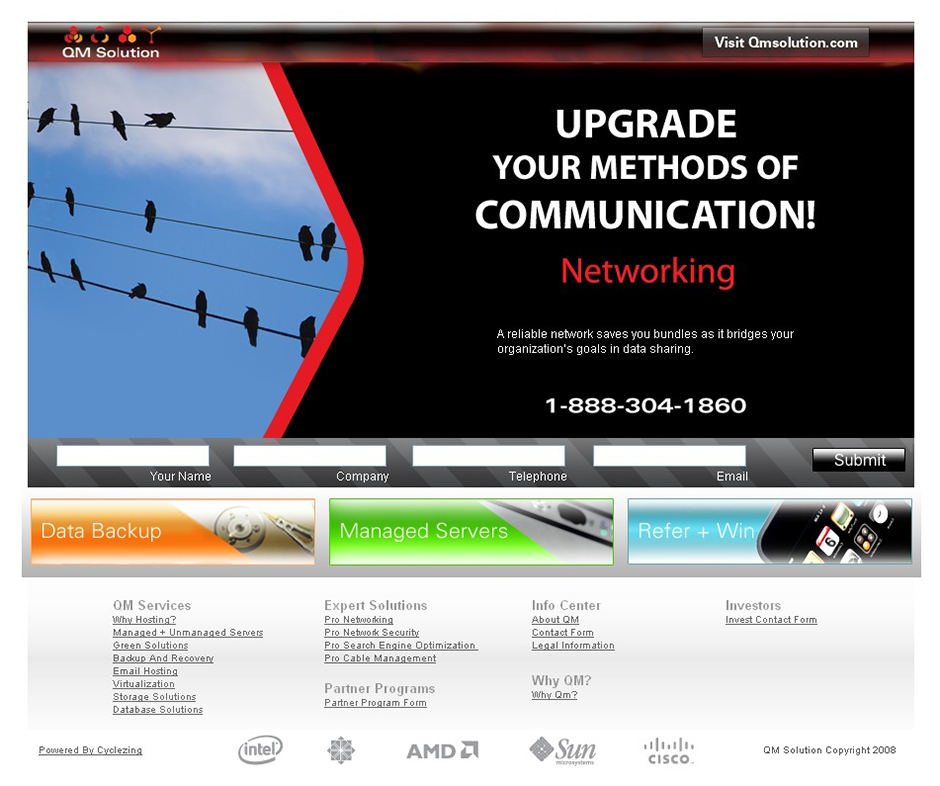 QM Solution
Visit Qmsolution.com
UPGRADE
YOUR METHODS OF
COMMUNICATION!
Networking
A reliable network saves you bundles as it bridges your
organization's goals in data sharing.
1-888-304-1860
Your Name
Company
Telephone
Email
Submit
Data Backup
Managed Servers
Refer + Win
QM Services
Why Hosting?
Managed + Unmanaged Servers
Green Solutions
Backup And Recovery
Email Hosting
Virtualization
Storage Solutions
Database Solutions
Expert Solutions
Pro Networking
Pro Network Security
Pro Search Engine Optimization
Pro Cable Management
Partner Programs
Partner Program Form
Info Center
About QM
Contact Form
Legal Information
Why QM?
Why Qm?
Investors
Invest Contact Form
Powered By Cyclezing
intel
AMD
Sun
microsystems
CISCO
QM Solution Copyright 2008